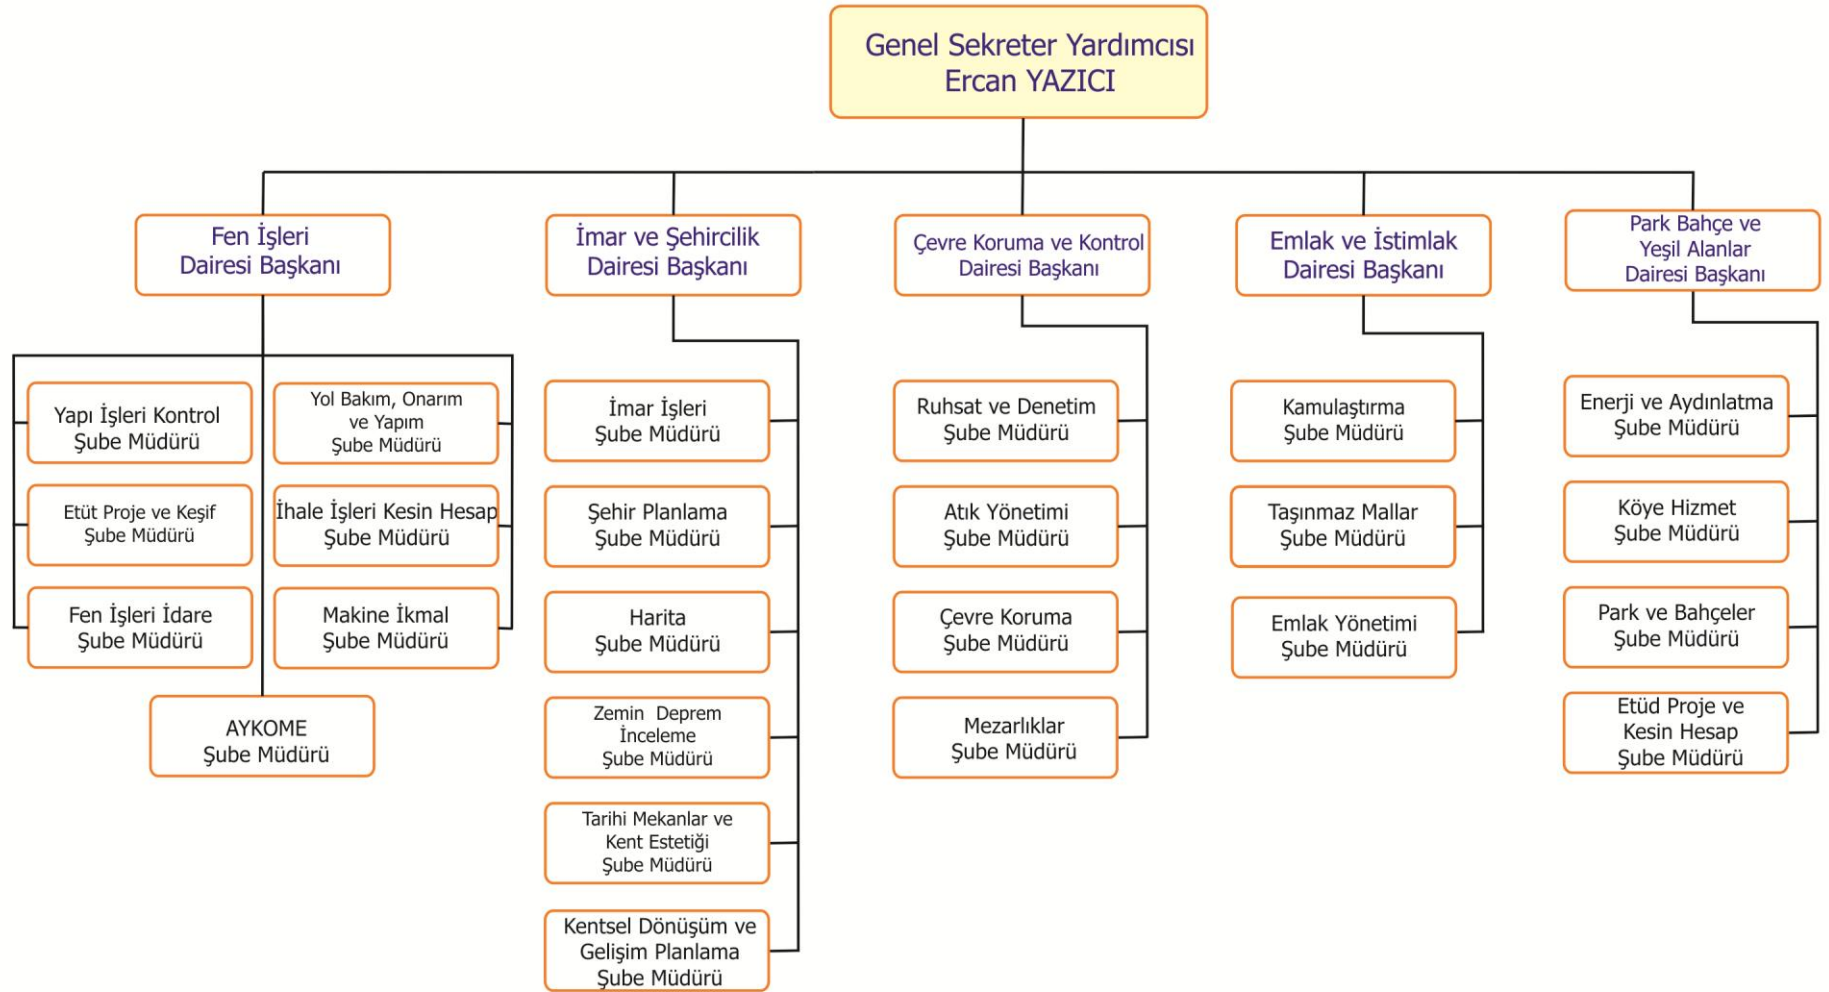 Genel Sekreter Yardımcısı
Ercan YAZICI
Fen İşleri
Dairesi Başkanı
İmar ve Şehircilik
Dairesi Başkanı
Çevre Koruma ve Kontrol
Dairesi Başkanı
Emlak ve İstimlak
Dairesi Başkanı
Park Bahçe ve
Yeşil Alanlar
Dairesi Başkanı
Yapı İşleri Kontrol
Şube Müdürü
Etüt Proje ve Keşif
Şube Müdürü
Fen İşleri İdare
Şube Müdürü
Yol Bakım, Onarım
ve Yapım
Şube Müdürü
İhale İşleri Kesin Hesap
Şube Müdürü
Makine İkmal
Şube Müdürü
AYKOME
Şube Müdürü
İmar İşleri
Şube Müdürü
Şehir Planlama
Şube Müdürü
Harita
Şube Müdürü
Zemin Deprem
İnceleme
Şube Müdürü
Tarihi Mekanlar ve
Kent Estetiği
Şube Müdürü
Kentsel Dönüşüm ve
Gelişim Planlama
Şube Müdürü
Ruhsat ve Denetim
Şube Müdürü
Atık Yönetimi
Şube Müdürü
Çevre Koruma
Şube Müdürü
Mezarlıklar
Şube Müdürü
Kamulaştırma
Şube Müdürü
Taşınmaz Mallar
Şube Müdürü
Emlak Yönetimi
Şube Müdürü
Enerji ve Aydınlatma
Şube Müdürü
Köye Hizmet
Şube Müdürü
Park ve Bahçeler
Şube Müdürü
Etüd Proje ve
Kesin Hesap
Şube Müdürü